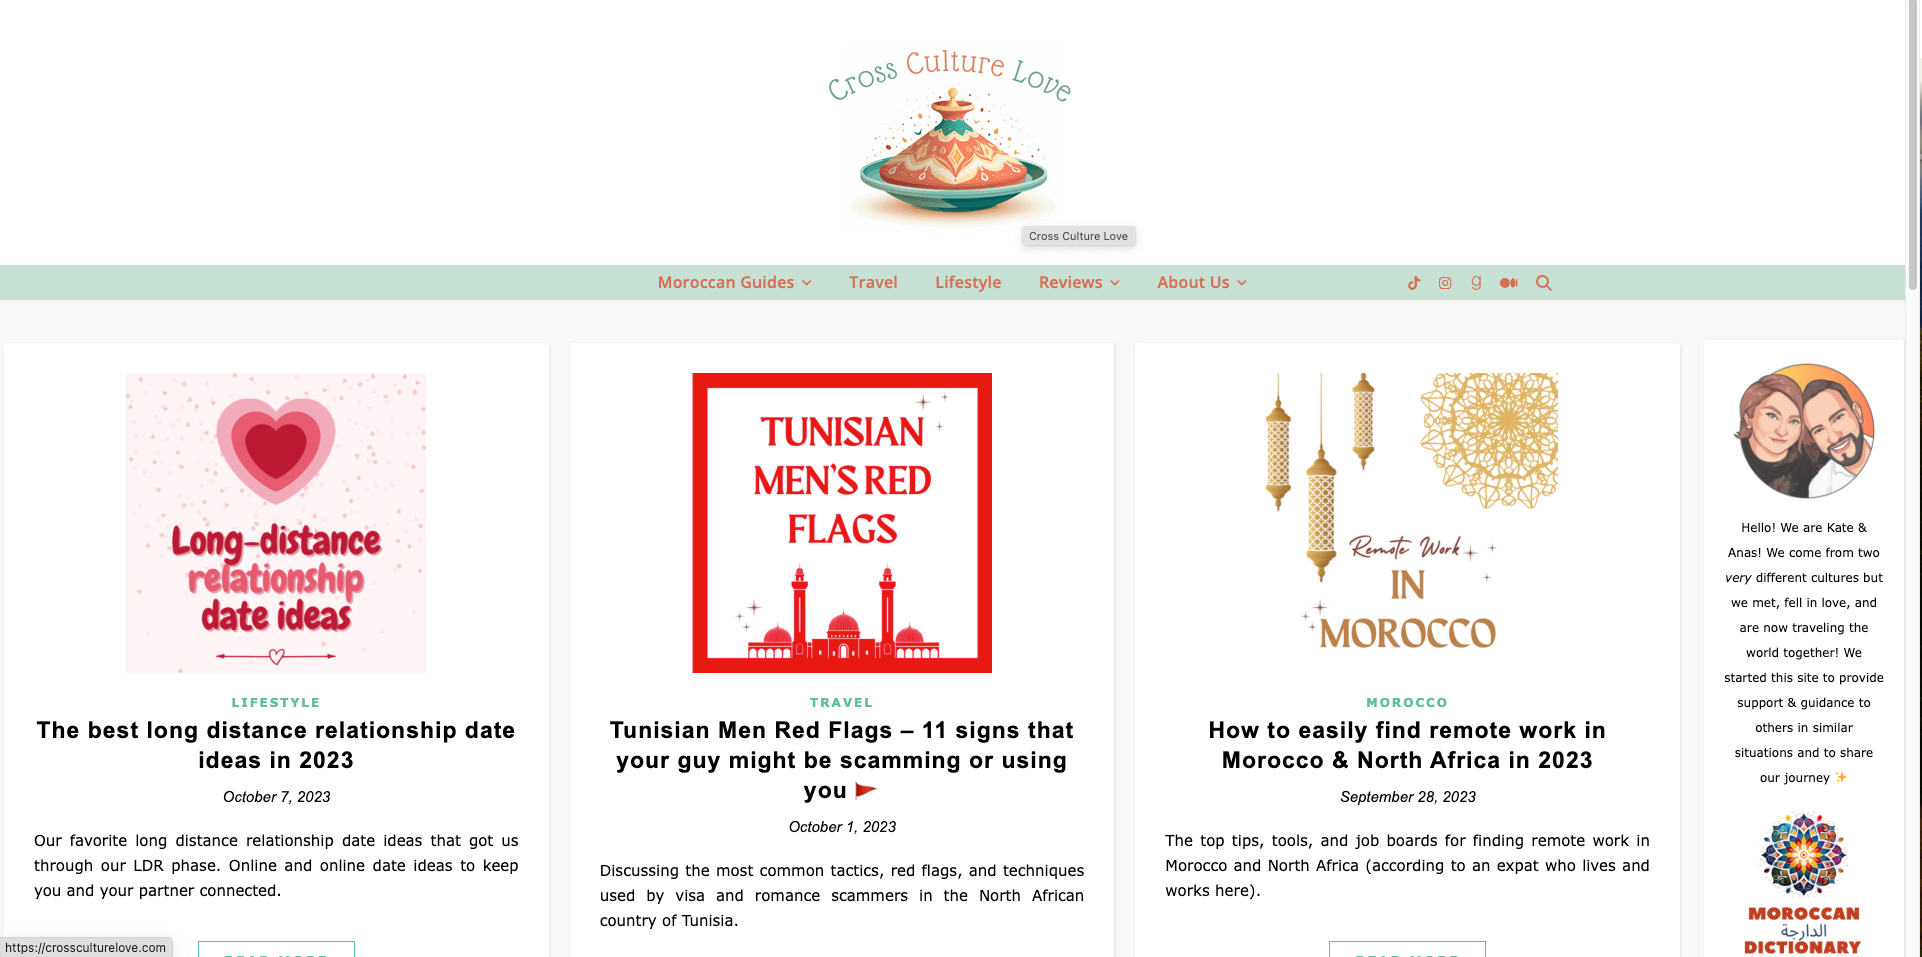 Cross Culture Love
Cross Culture Love
Moroccan Guides
Travel
Lifestyle
Reviews
About Us
Long-distance
relationship
date ideas
LIFESTYLE
The best long distance relationship date
ideas in 2023
October 7, 2023
Our favorite long distance relationship date ideas that got us
through our LDR phase. Online and online date ideas to keep
you and your partner connected.
READ MORE
TUNISIAN
MEN'S RED
FLAGS
TRAVEL
Tunisian Men Red Flags – 11 signs that
your guy might be scamming or using
you 🚩
October 1, 2023
Discussing the most common tactics, red flags, and techniques
used by visa and romance scammers in the North African
country of Tunisia.
Remote Work
IN
MOROCCO
MOROCCO
How to easily find remote work in
Morocco & North Africa in 2023
September 28, 2023
The top tips, tools, and job boards for finding remote work in
Morocco and North Africa (according to an expat who lives and
works here).
READ MORE
Hello! We are Kate &
Anas! We come from two
very different cultures but
we met, fell in love, and
are now traveling the
world together! We
started this site to provide
support & guidance to
others in similar
situations and to share
our journey ✨
MOROCCAN
الدارجة
DICTIONARY
https://crossculturelove.com